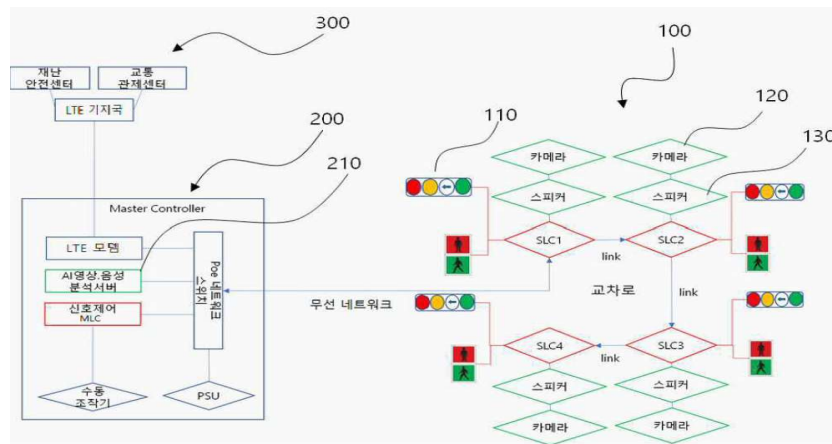 300
재난
안전센터
교통
관제센터
LTE 기지국
200
210
Master Controller
LTE 모뎀
AI영상,음성
분석서버
신호제어
MLC
Poe 네트워크
스위치
수동
조작기
PSU
무선 네트워크
100
110
120
130
카메라
카메라
스피커
스피커
SLC1
link
SLC2
교차로
link
SLC4
link
SLC3
스피커
스피커
카메라
카메라